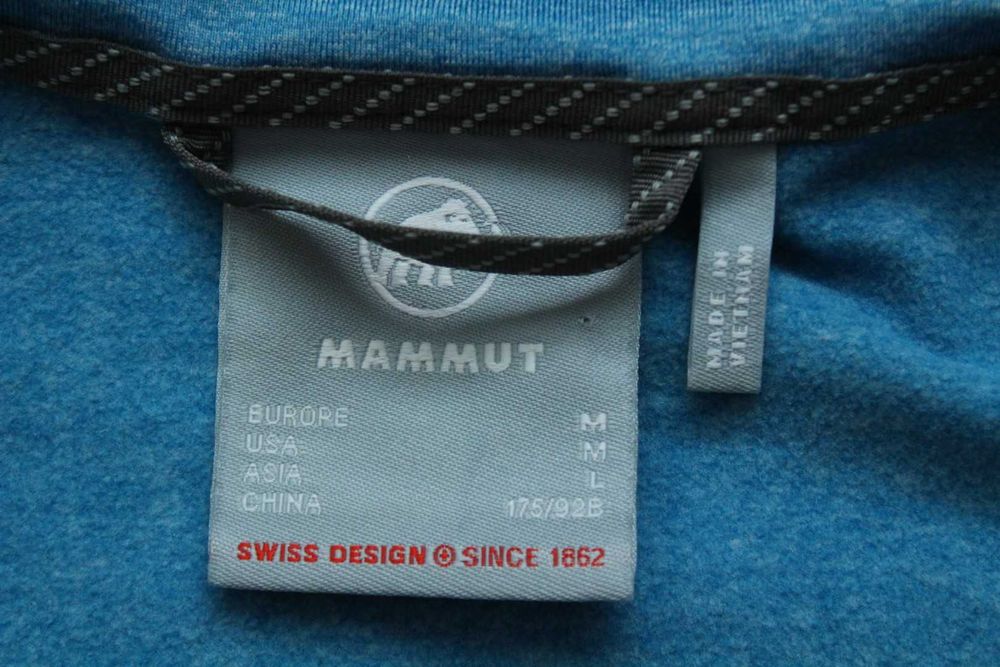 MAMMUT
EUROPE M
USA M
ASIA L
CHINA 175/92B
SWISS DESIGN SINCE 1862
MADE IN
VIETNAM